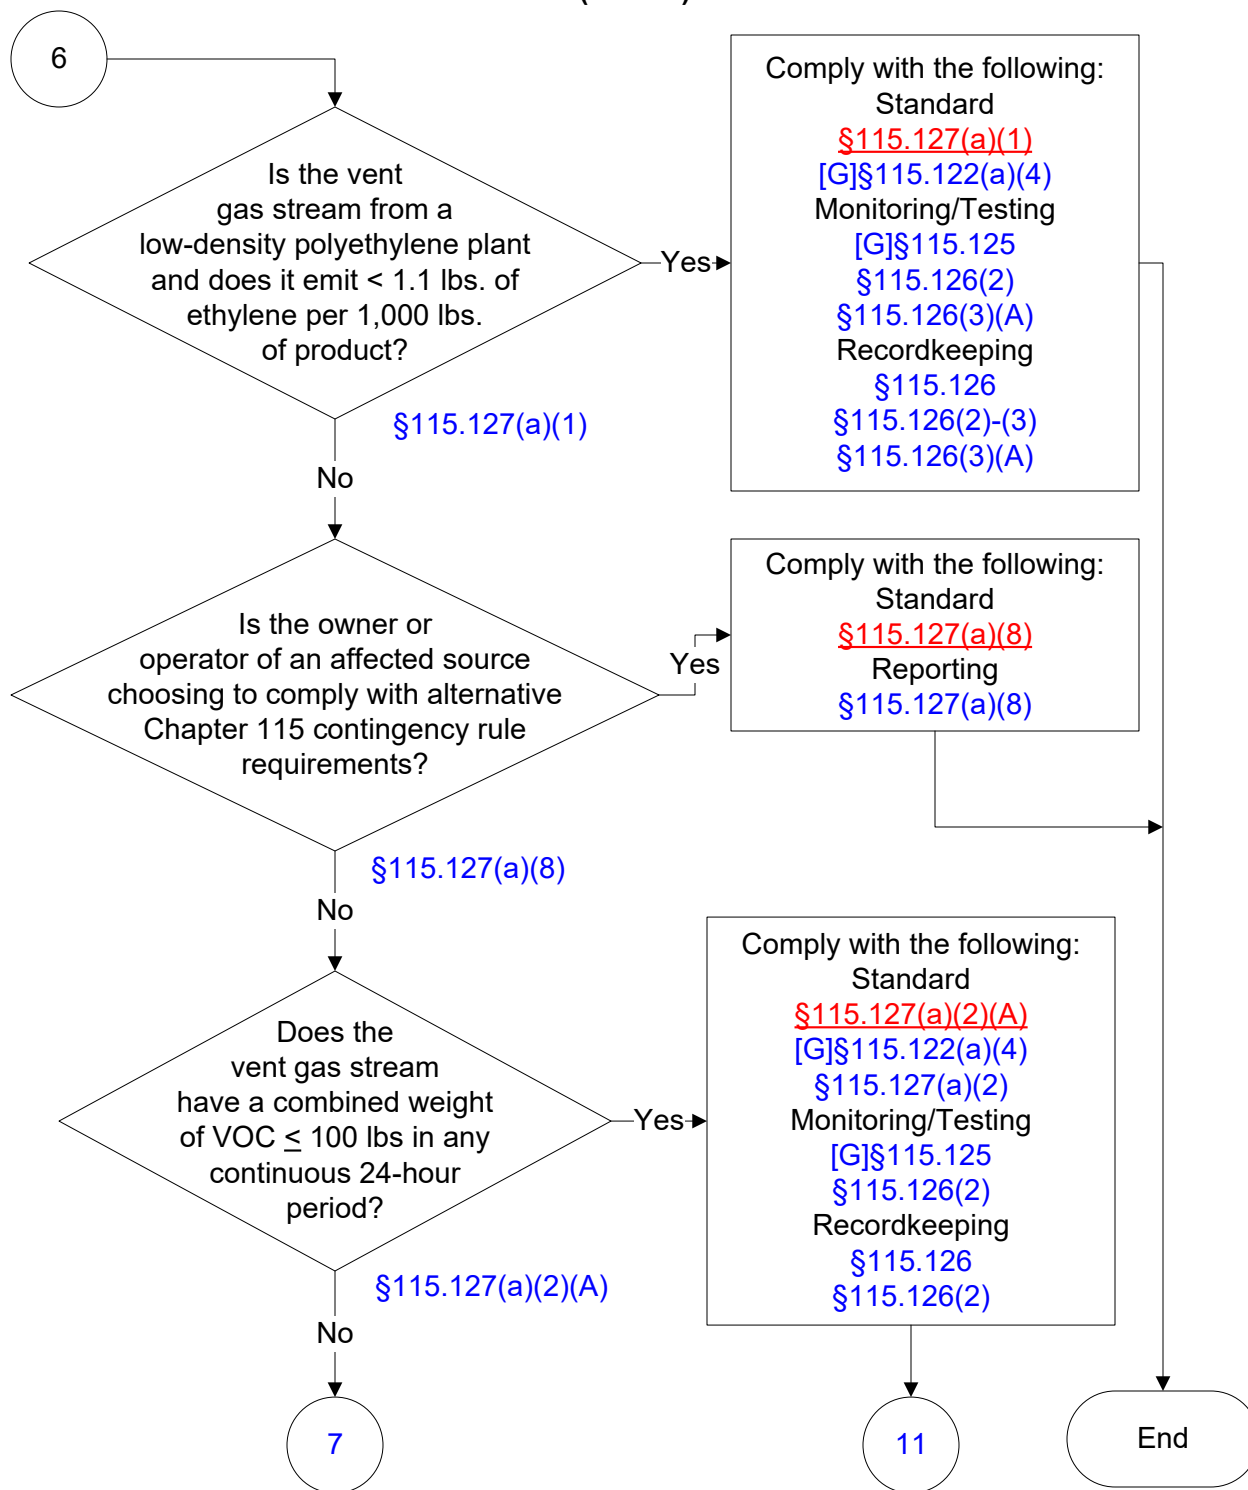 6
Is the vent
gas stream from a
low-density polyethylene plant
and does it emit < 1.1 lbs. of
ethylene per 1,000 lbs.
of product?
Yes
Comply with the following:
Standard
§115.127(a)(1)
[G]§115.122(a)(4)
Monitoring/Testing
[G]§115.125
§115.126(2)
§115.126(3)(A)
Recordkeeping
§115.126
§115.126(2)-(3)
§115.126(3)(A)
§115.127(a)(1)
No
Is the owner or
operator of an affected source
choosing to comply with alternative
Chapter 115 contingency rule
requirements?
Yes
Comply with the following:
Standard
§115.127(a)(8)
Reporting
§115.127(a)(8)
§115.127(a)(8)
No
Does the
vent gas stream
have a combined weight
of VOC ≤ 100 lbs in any
continuous 24-hour
period?
Yes
Comply with the following:
Standard
§115.127(a)(2)(A)
[G]§115.122(a)(4)
§115.127(a)(2)
Monitoring/Testing
[G]§115.125
§115.126(2)
Recordkeeping
§115.126
§115.126(2)
§115.127(a)(2)(A)
No
7
11
End